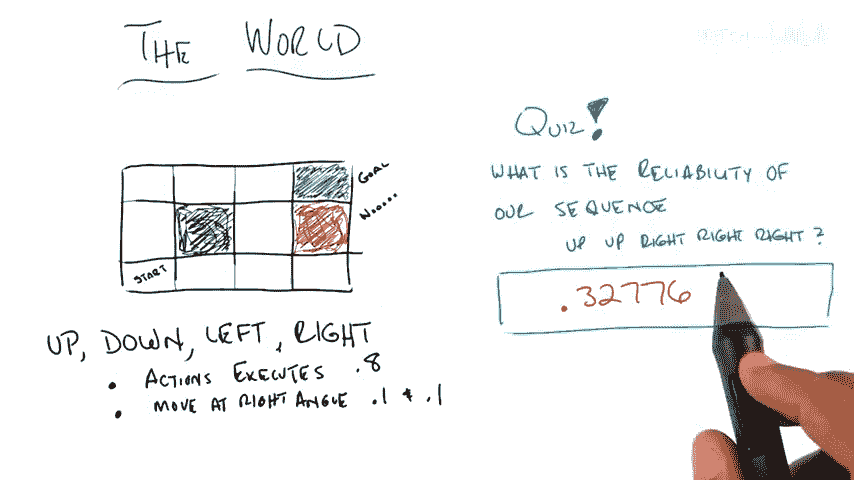 THE WORLD
GOAL
NOOOO....
START
UP, DOWN, LEFT, RIGHT
• ACTIONS EXECUTES .8
• MOVE AT RIGHT ANGLE .1 & .1
QUIZ!
WHAT IS THE RELIABILITY OF
OUR SEQUENCE
UP UP RIGHT RIGHT RIGHT?
.32776